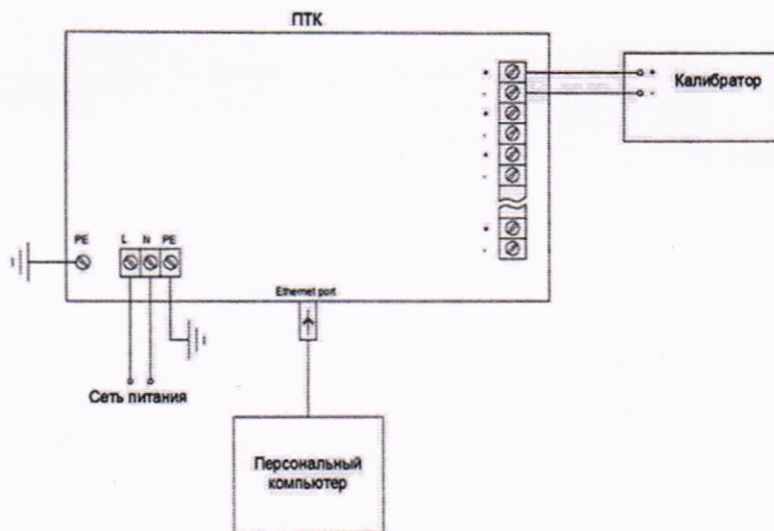 ПТК
+
-
+
-
+
-
+
-
+
-
Калибратор
PE
L N PE
Ethernet port
Сеть питания
Персональный
компьютер